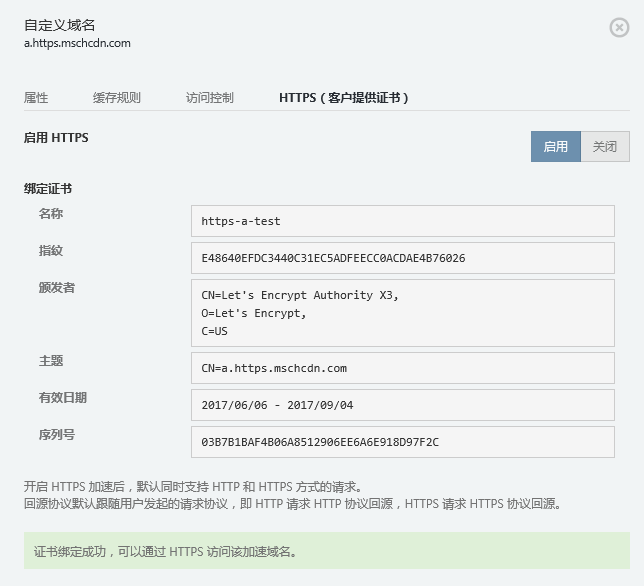 自定义域名
a.https.mschcdn.com
属性 缓存规则 访问控制 HTTPS（客户提供证书）
启用 HTTPS
启用 关闭
绑定证书
名称 https-a-test
指纹 E48640EFDC3440C31EC5ADFEECC0ACDAE4B76026
颁发者 CN=Let's Encrypt Authority X3,
O=Let's Encrypt,
C=US
主题 CN=a.https.mschcdn.com
有效日期 2017/06/06 - 2017/09/04
序列号 03B7B1BAF4B06A8512906EE6A6E918D97F2C
开启 HTTPS 加速后，默认同时支持 HTTP 和 HTTPS 方式的请求。
回源协议默认跟随用户发起的请求协议，即 HTTP 请求 HTTP 协议回源，HTTPS 请求 HTTPS 协议回源。
证书绑定成功，可以通过 HTTPS 访问该加速域名。